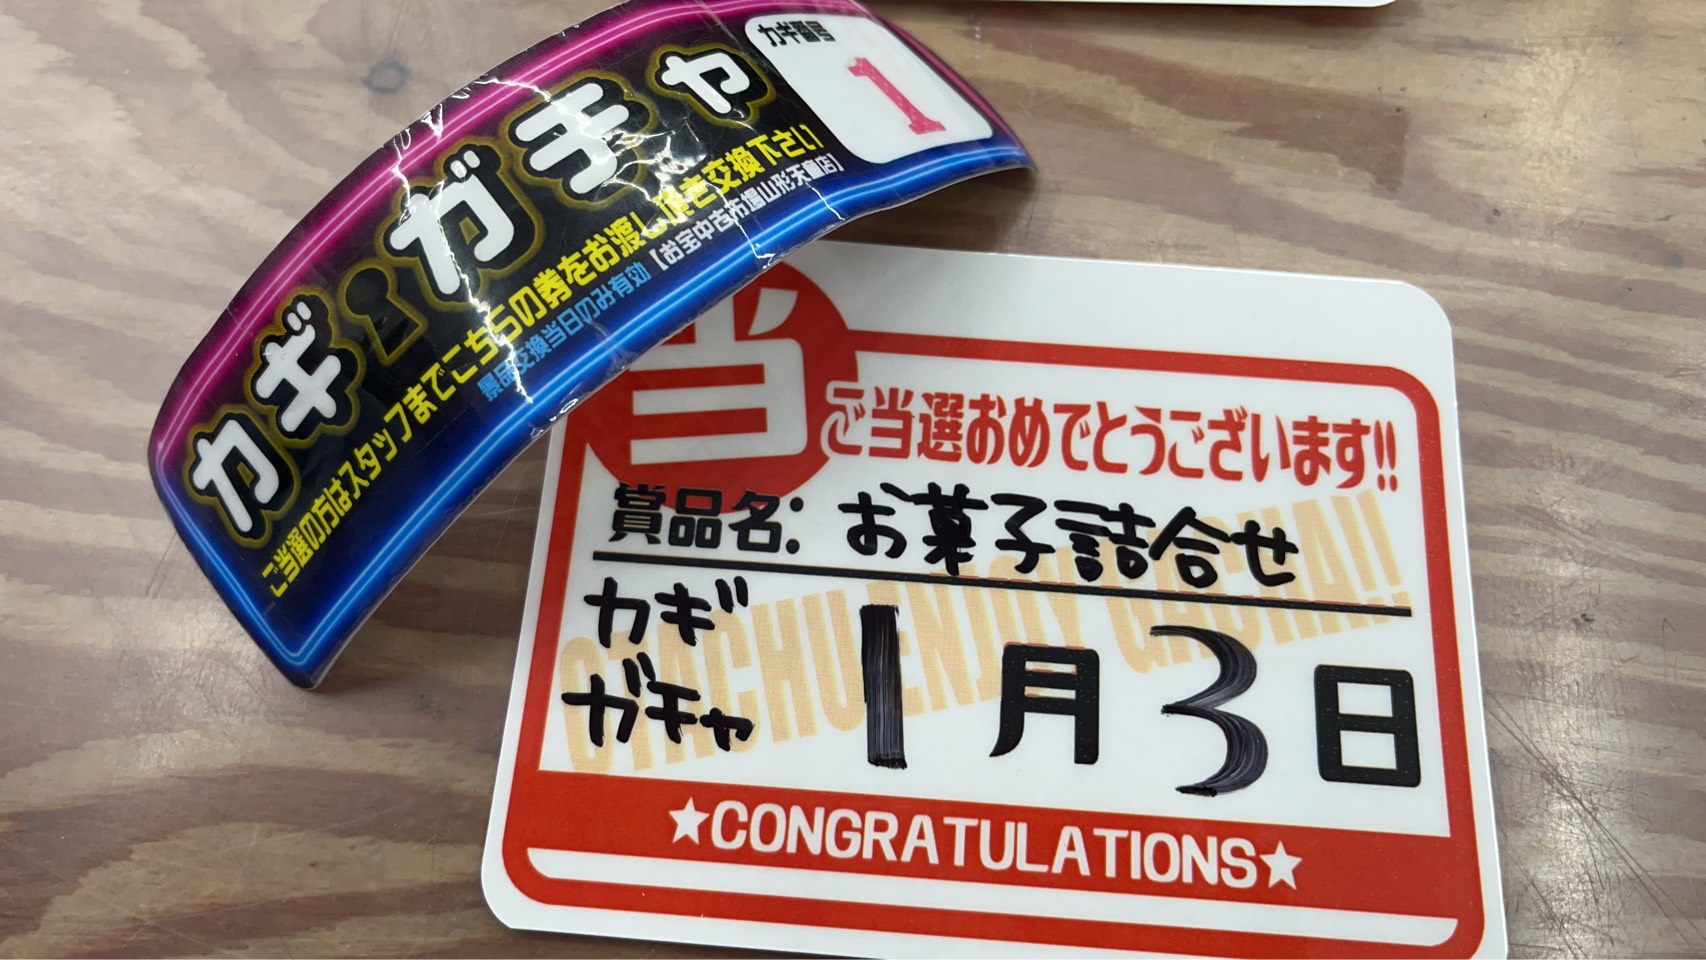 カギ番号
1
カギガチャ
ご当選の方はスタッフまでこちらの券をお渡し頂き交換下さい
景品交換当日のみ有効【お宝中古市場山形天童店】
当
ご当選おめでとうございます!!
賞品名:お菓子詰合せ
カギ
ガチャ
1月3日
OTACHU ENJOY GACHA!!
★CONGRATULATIONS★